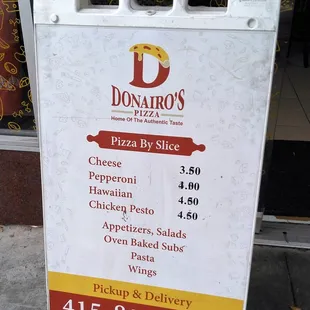 D
DONAIRO'S
PIZZA
Home Of The Authentic Taste
Pizza By Slice
Cheese 3.50
Pepperoni 4.00
Hawaiian 4.50
Chicken Pesto 4.50
Appetizers, Salads
Oven Baked Subs
Pasta
Wings
Pickup & Delivery
415